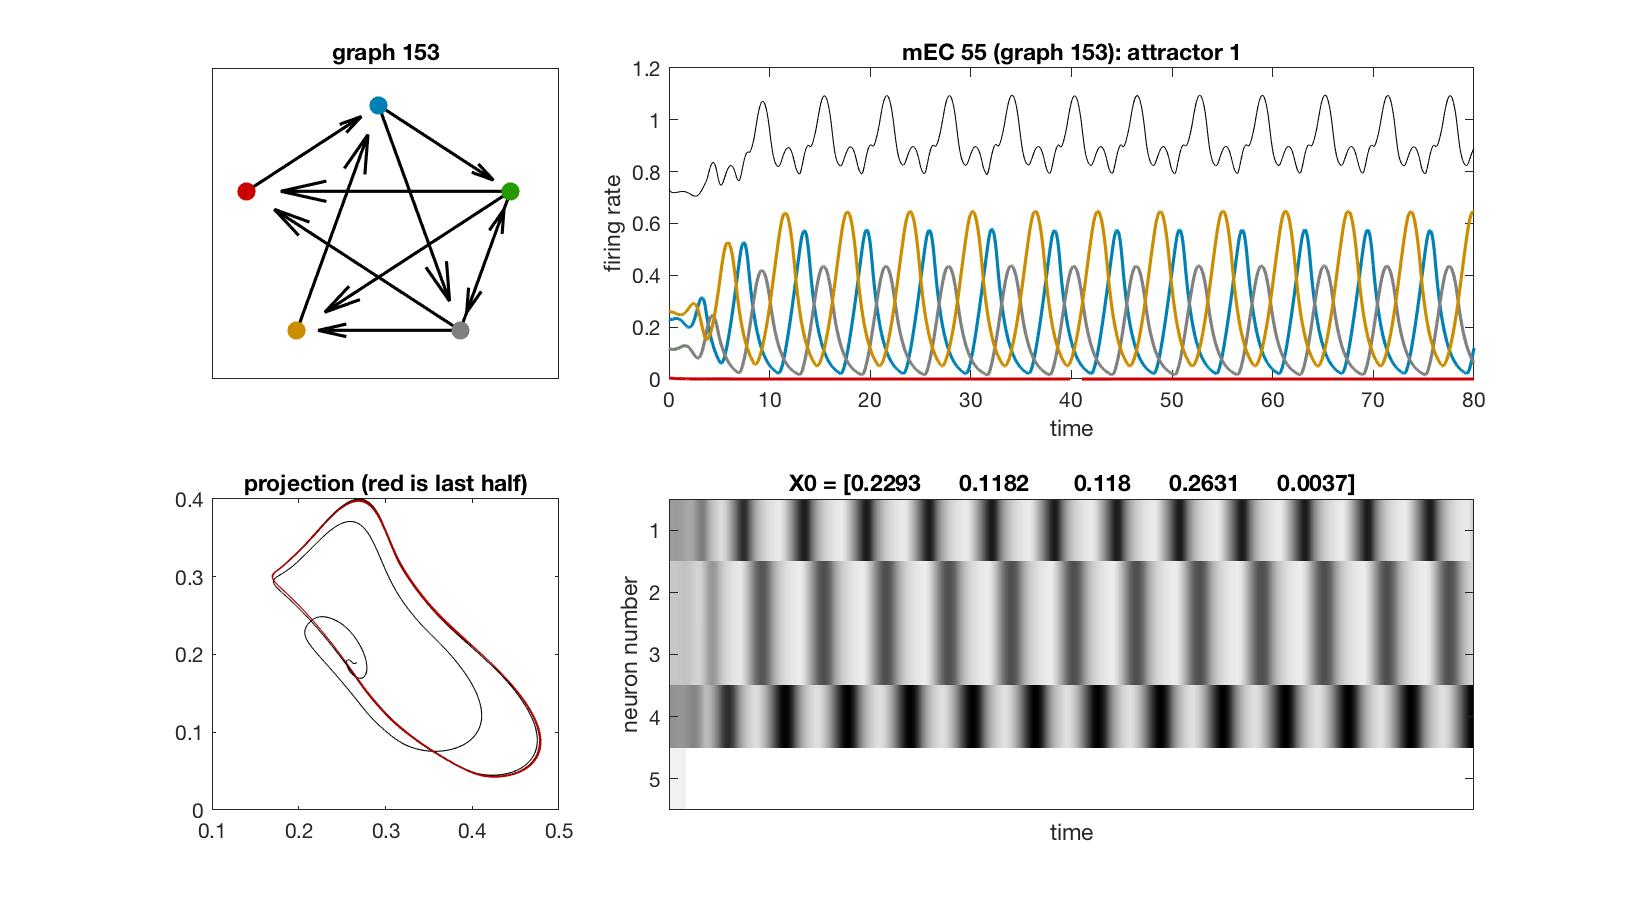 graph 153
mEC 55 (graph 153): attractor 1
1.2
1
0.8
0.6
0.4
0.2
0
firing rate
0 10 20 30 40 50 60 70 80
time
projection (red is last half)
0.4
0.3
0.2
0.1
0
0.1 0.2 0.3 0.4 0.5
X0 = [0.2293 0.1182 0.118 0.2631 0.0037]
1
2
3
4
5
neuron number
time